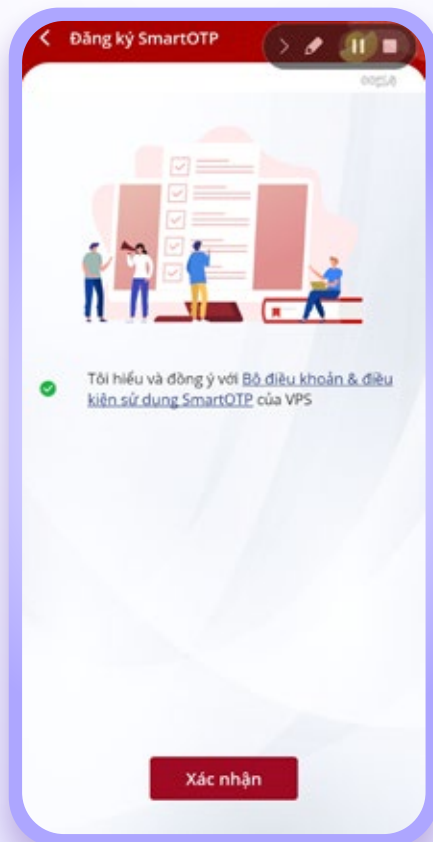 Đăng ký SmartOTP
Tôi hiểu và đồng ý với Bộ điều khoản & điều
kiện sử dụng SmartOTP của VPS
Xác nhận